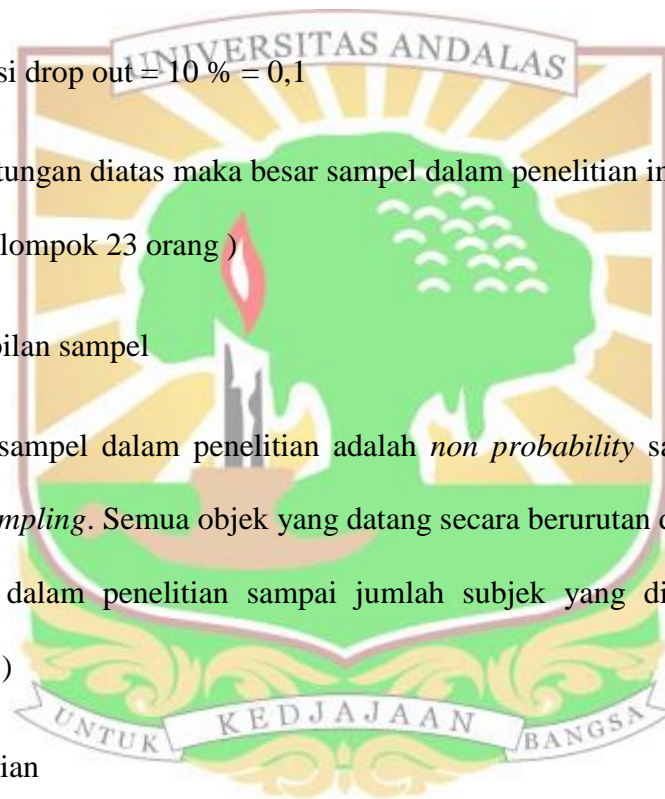 UNIVERSITAS ANDALAS
si drop out = 10 % = 0,1
tungan diatas maka besar sampel dalam penelitian in
lompok 23 orang )
bilan sampel
sampel dalam penelitian adalah non probability sa
mpling. Semua objek yang datang secara berurutan d
dalam penelitian sampai jumlah subjek yang di
)
UNTUK KEDJAJAAN BANGSA
ian